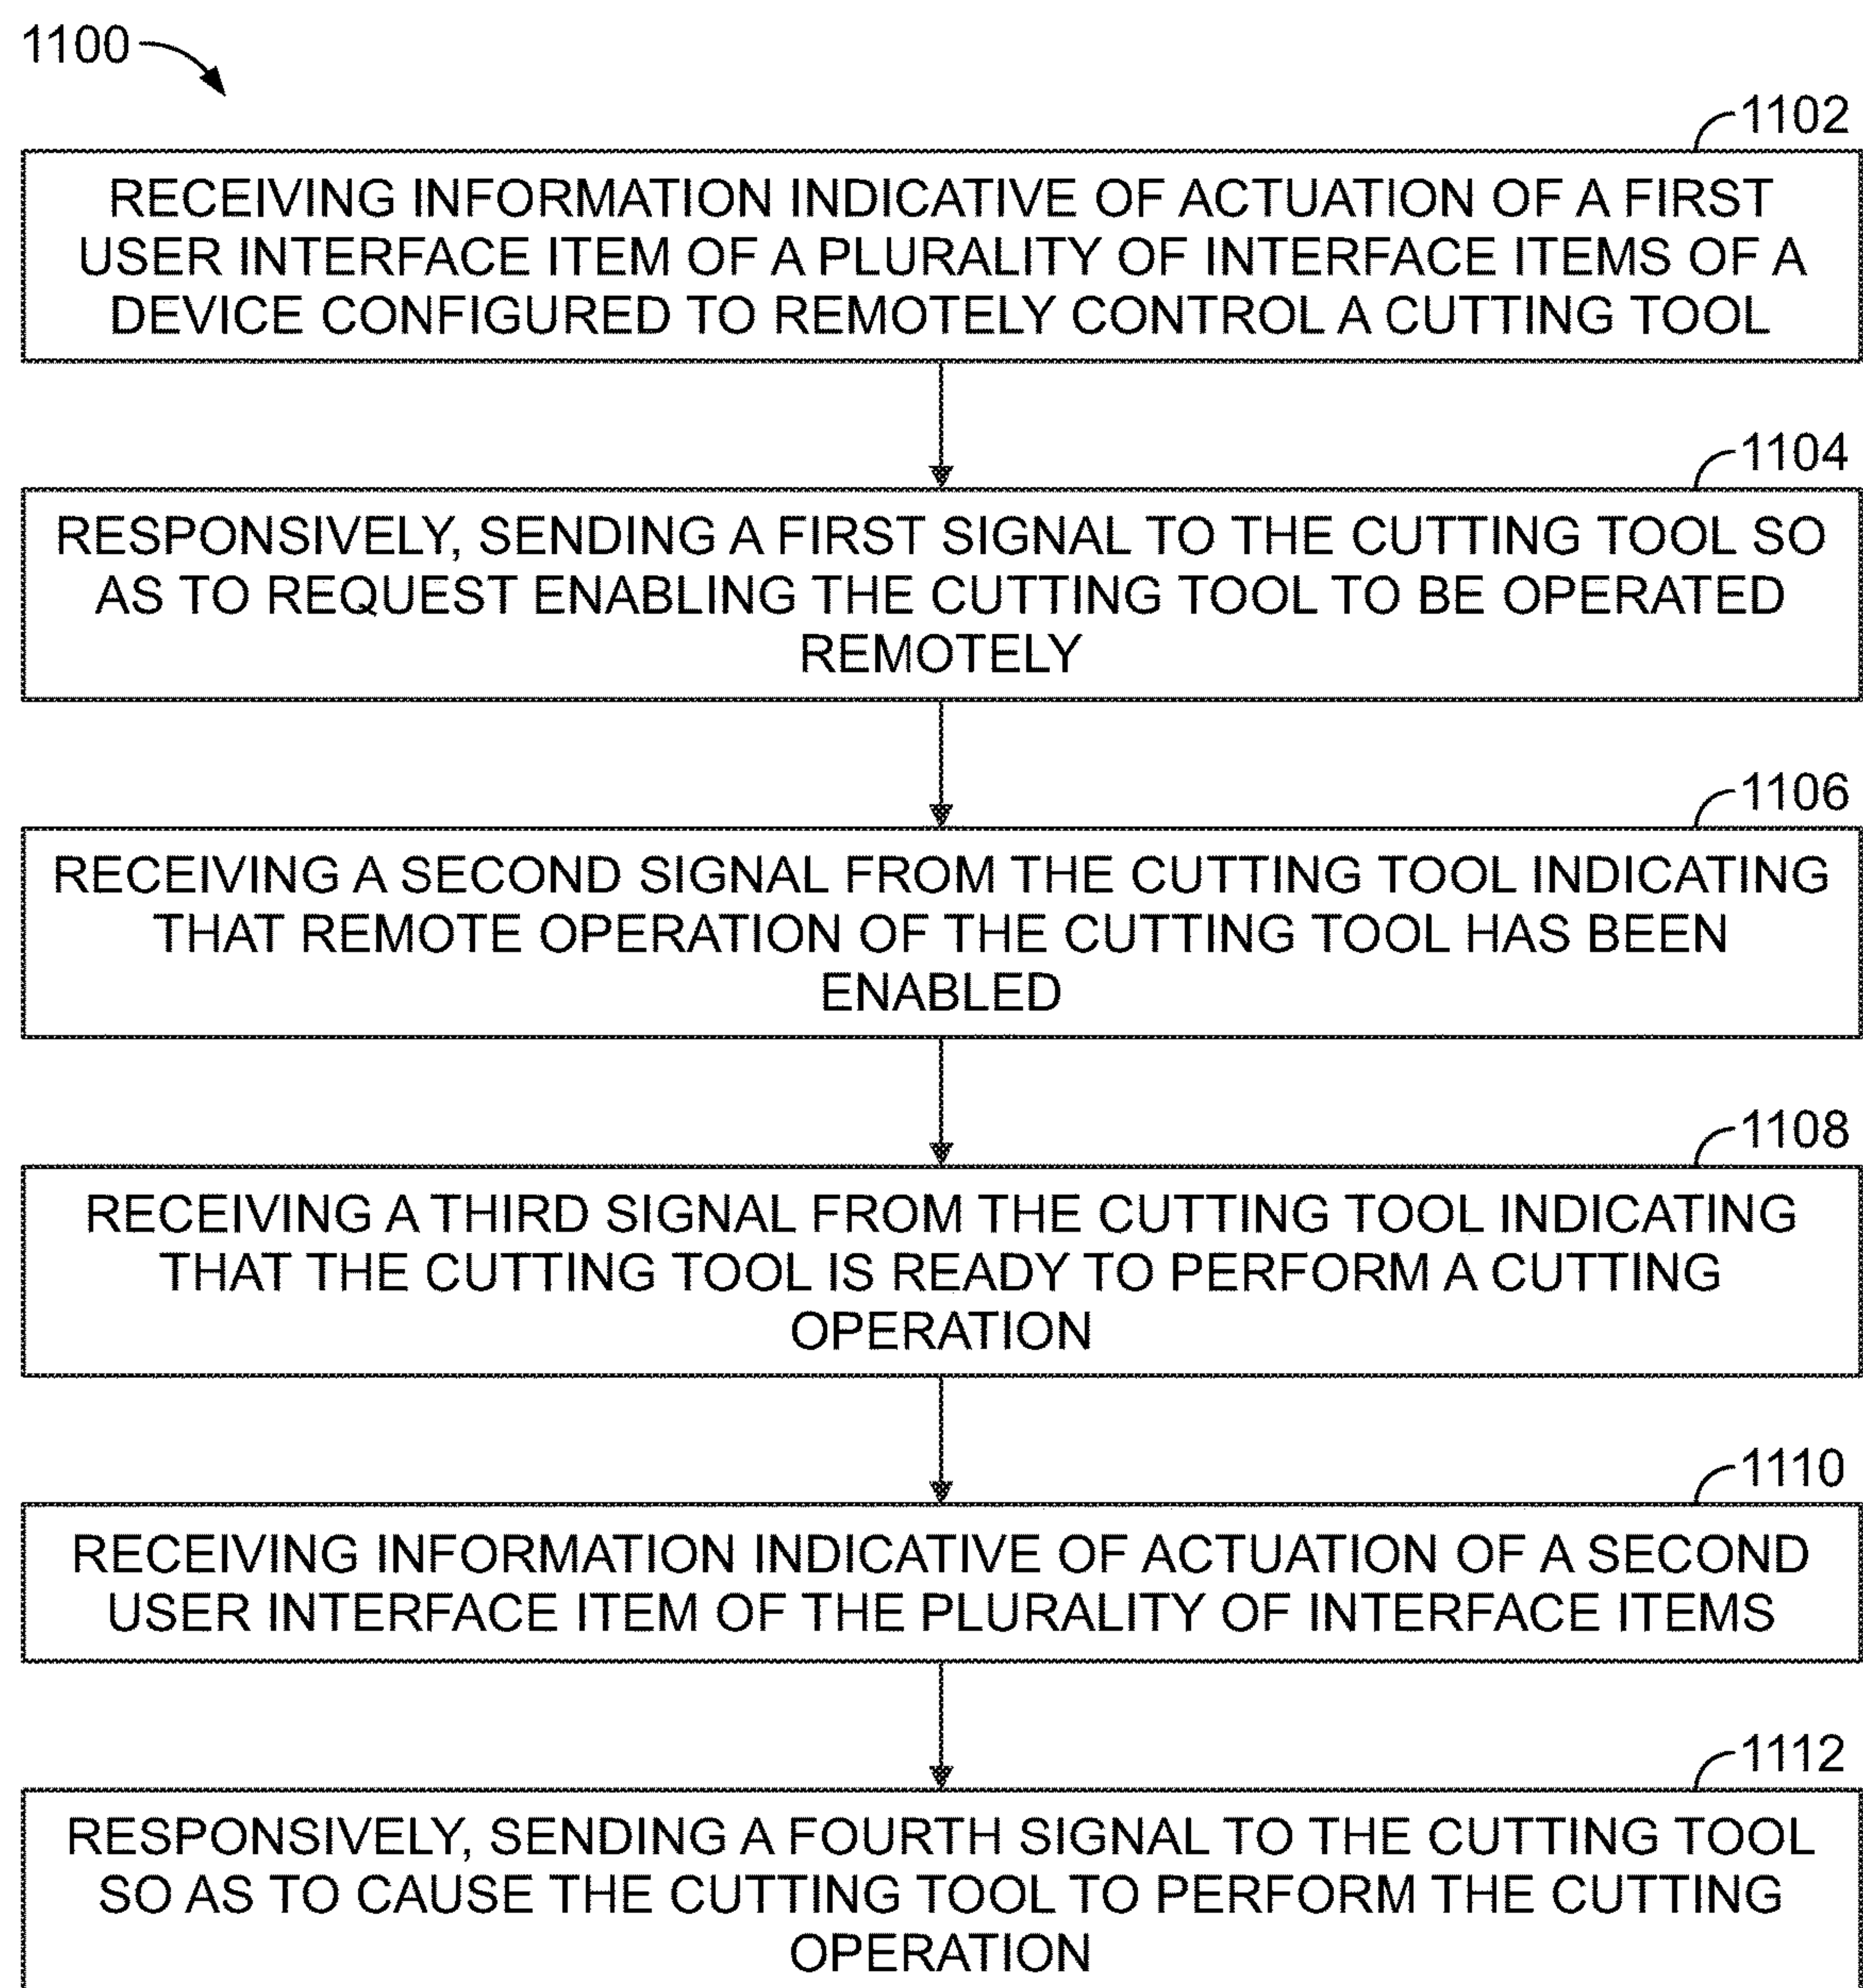 1100
1102
RECEIVING INFORMATION INDICATIVE OF ACTUATION OF A FIRST
USER INTERFACE ITEM OF A PLURALITY OF INTERFACE ITEMS OF A
DEVICE CONFIGURED TO REMOTELY CONTROL A CUTTING TOOL
1104
RESPONSIVELY, SENDING A FIRST SIGNAL TO THE CUTTING TOOL SO
AS TO REQUEST ENABLING THE CUTTING TOOL TO BE OPERATED
REMOTELY
1106
RECEIVING A SECOND SIGNAL FROM THE CUTTING TOOL INDICATING
THAT REMOTE OPERATION OF THE CUTTING TOOL HAS BEEN
ENABLED
1108
RECEIVING A THIRD SIGNAL FROM THE CUTTING TOOL INDICATING
THAT THE CUTTING TOOL IS READY TO PERFORM A CUTTING
OPERATION
1110
RECEIVING INFORMATION INDICATIVE OF ACTUATION OF A SECOND
USER INTERFACE ITEM OF THE PLURALITY OF INTERFACE ITEMS
1112
RESPONSIVELY, SENDING A FOURTH SIGNAL TO THE CUTTING TOOL
SO AS TO CAUSE THE CUTTING TOOL TO PERFORM THE CUTTING
OPERATION